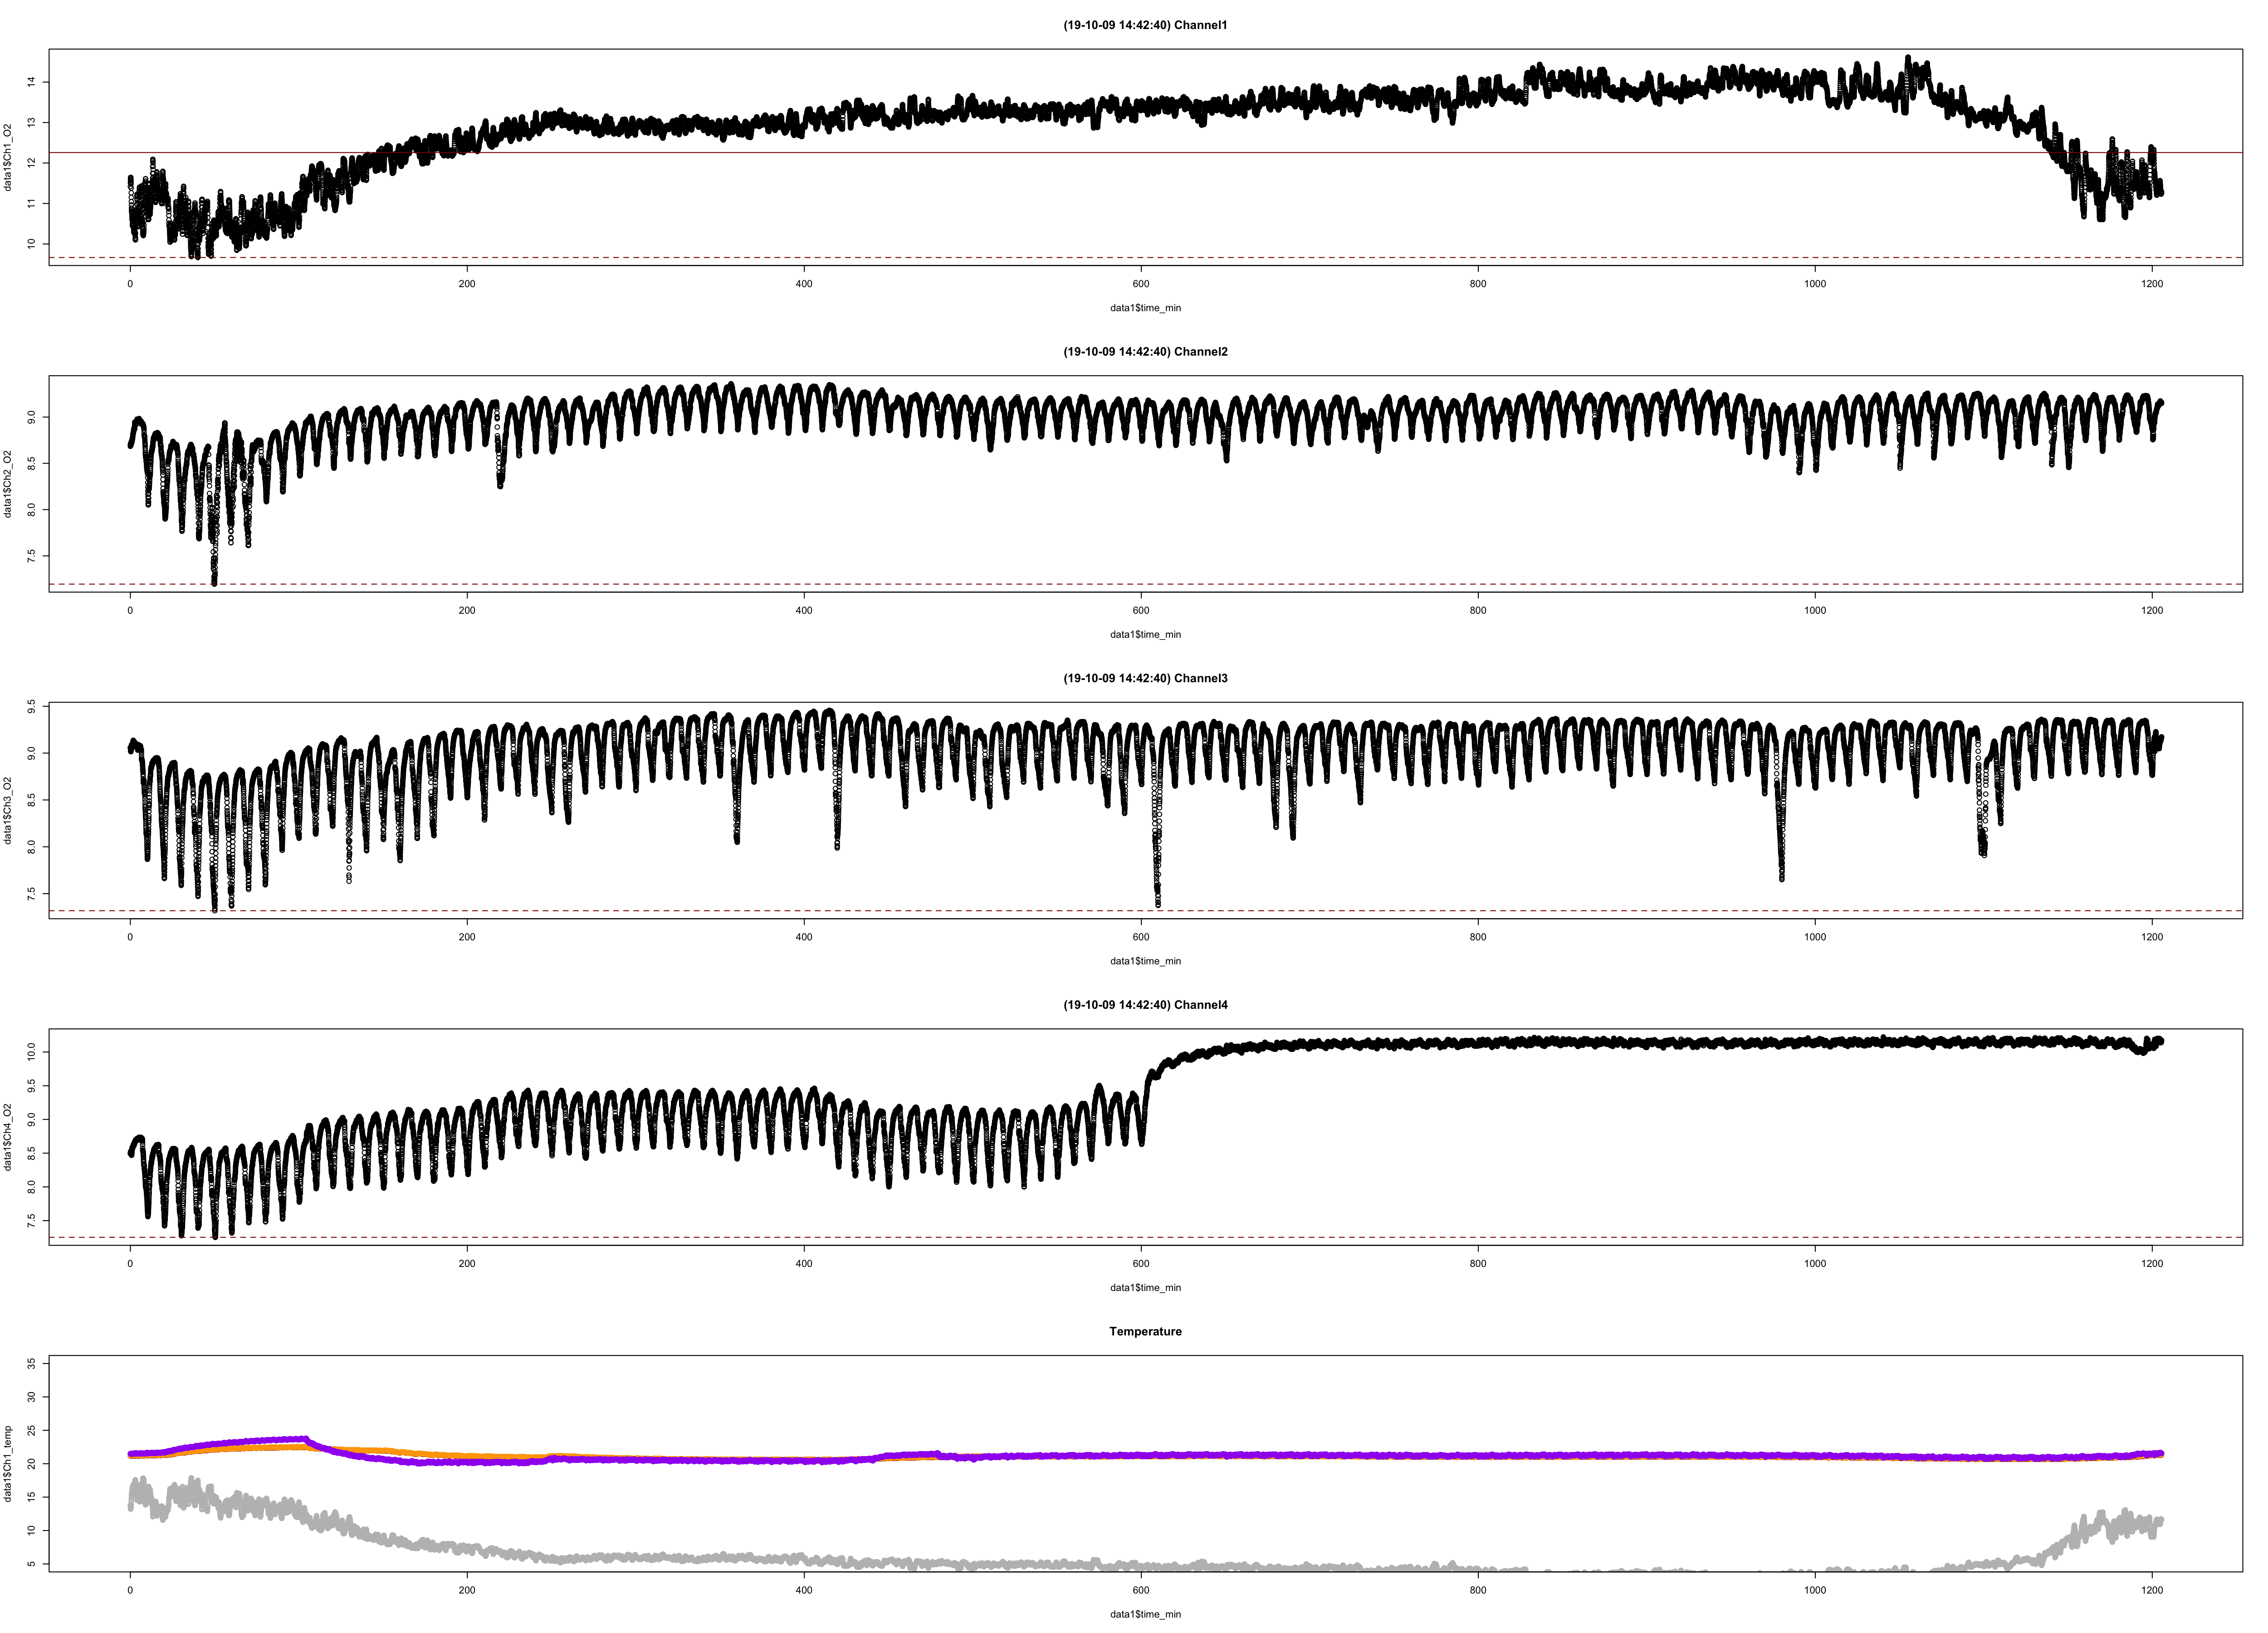 (19-10-09 14:42:40) Channel1
data1$Ch1_O2
14
13
12
11
10
0 200 400 600 800 1000 1200
data1$time_min
(19-10-09 14:42:40) Channel2
data1$Ch2_O2
9.0
8.5
8.0
7.5
0 200 400 600 800 1000 1200
data1$time_min
(19-10-09 14:42:40) Channel3
data1$Ch3_O2
9.5
9.0
8.5
8.0
7.5
0 200 400 600 800 1000 1200
data1$time_min
(19-10-09 14:42:40) Channel4
data1$Ch4_O2
10.0
9.5
9.0
8.5
8.0
7.5
0 200 400 600 800 1000 1200
data1$time_min
Temperature
data1$Ch1_temp
35
30
25
20
15
10
5
0 200 400 600 800 1000 1200
data1$time_min